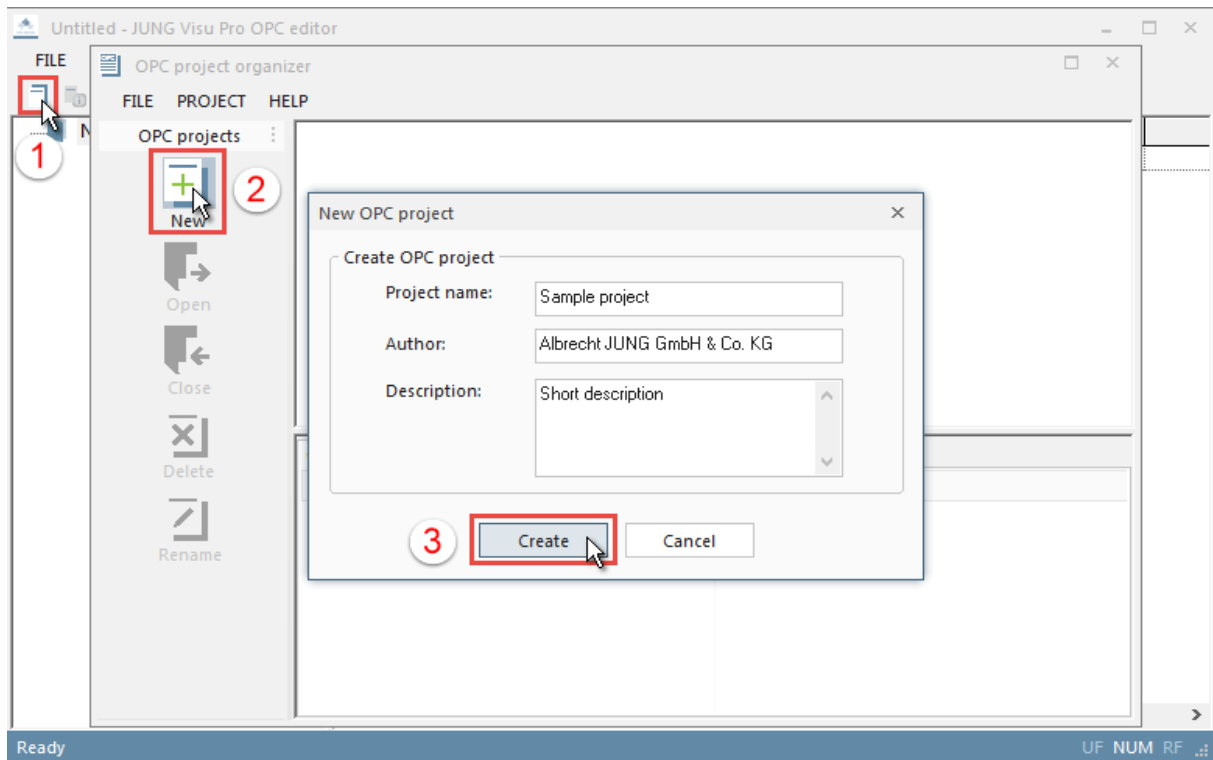 Untitled - JUNG Visu Pro OPC editor
FILE
OPC project organizer
FILE PROJECT HELP
N
OPC projects
1
2
New
Open
Close
Delete
Rename
New OPC project
Create OPC project
Project name: Sample project
Author: Albrecht JUNG GmbH & Co. KG
Description: Short description
3 Create Cancel
Ready UF NUM RF